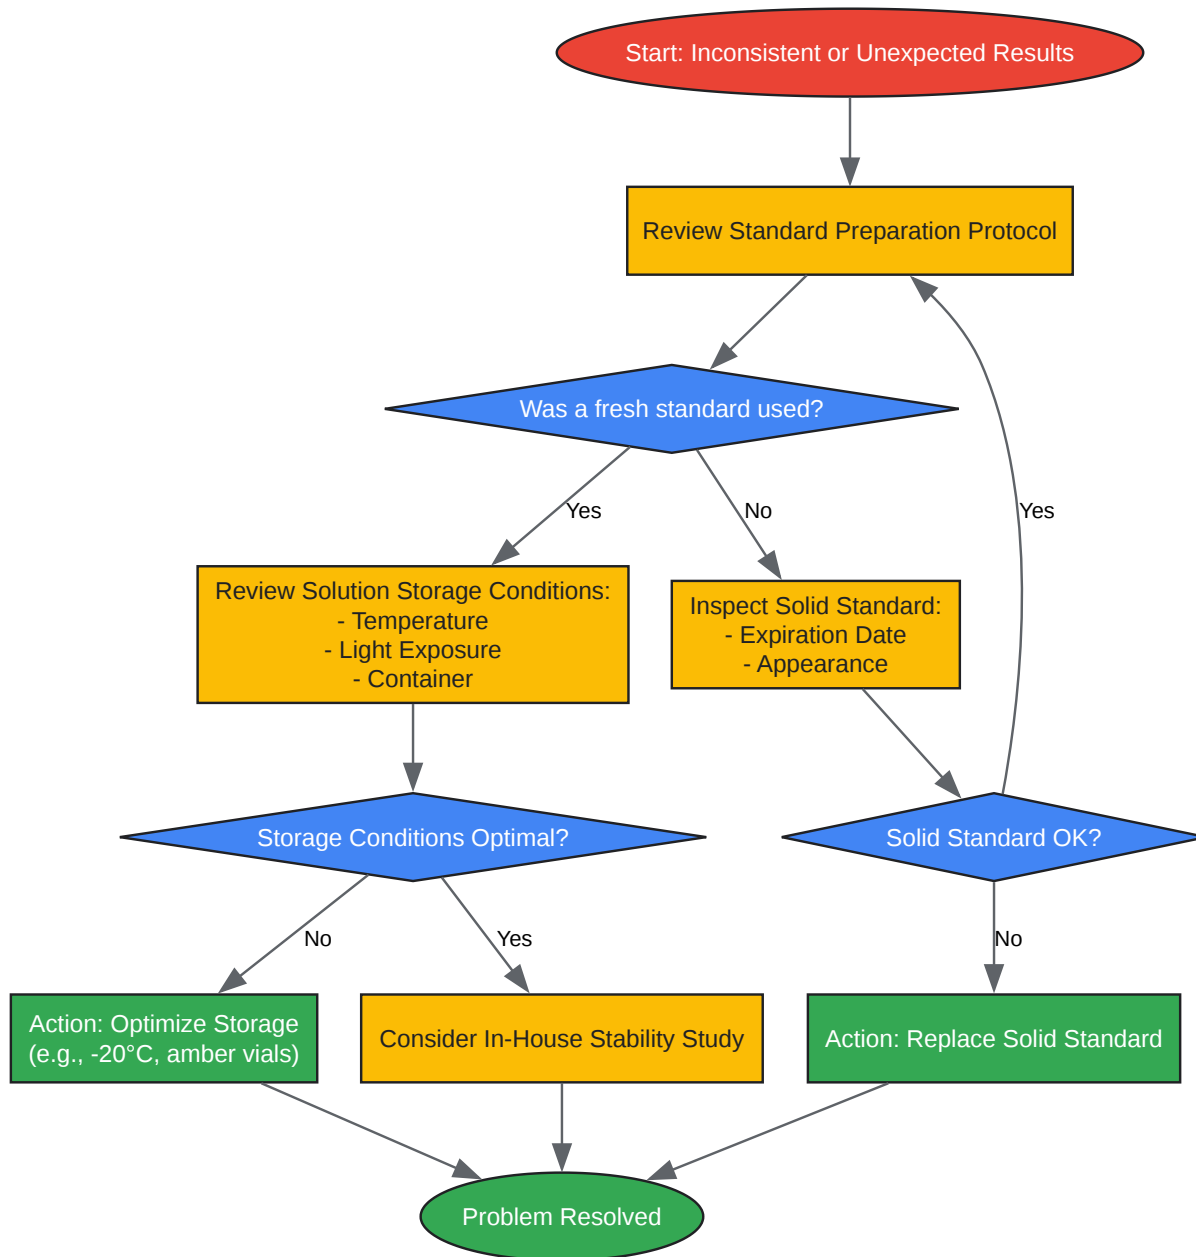 Start: Inconsistent or Unexpected Results
Review Standard Preparation Protocol
Was a fresh standard used?
Yes
No
Yes
Review Solution Storage Conditions:
- Temperature
- Light Exposure
- Container
Inspect Solid Standard:
- Expiration Date
- Appearance
Storage Conditions Optimal?
Solid Standard OK?
No
Yes
No
Action: Optimize Storage
(e.g., -20°C, amber vials)
Consider In-House Stability Study
Action: Replace Solid Standard
Problem Resolved